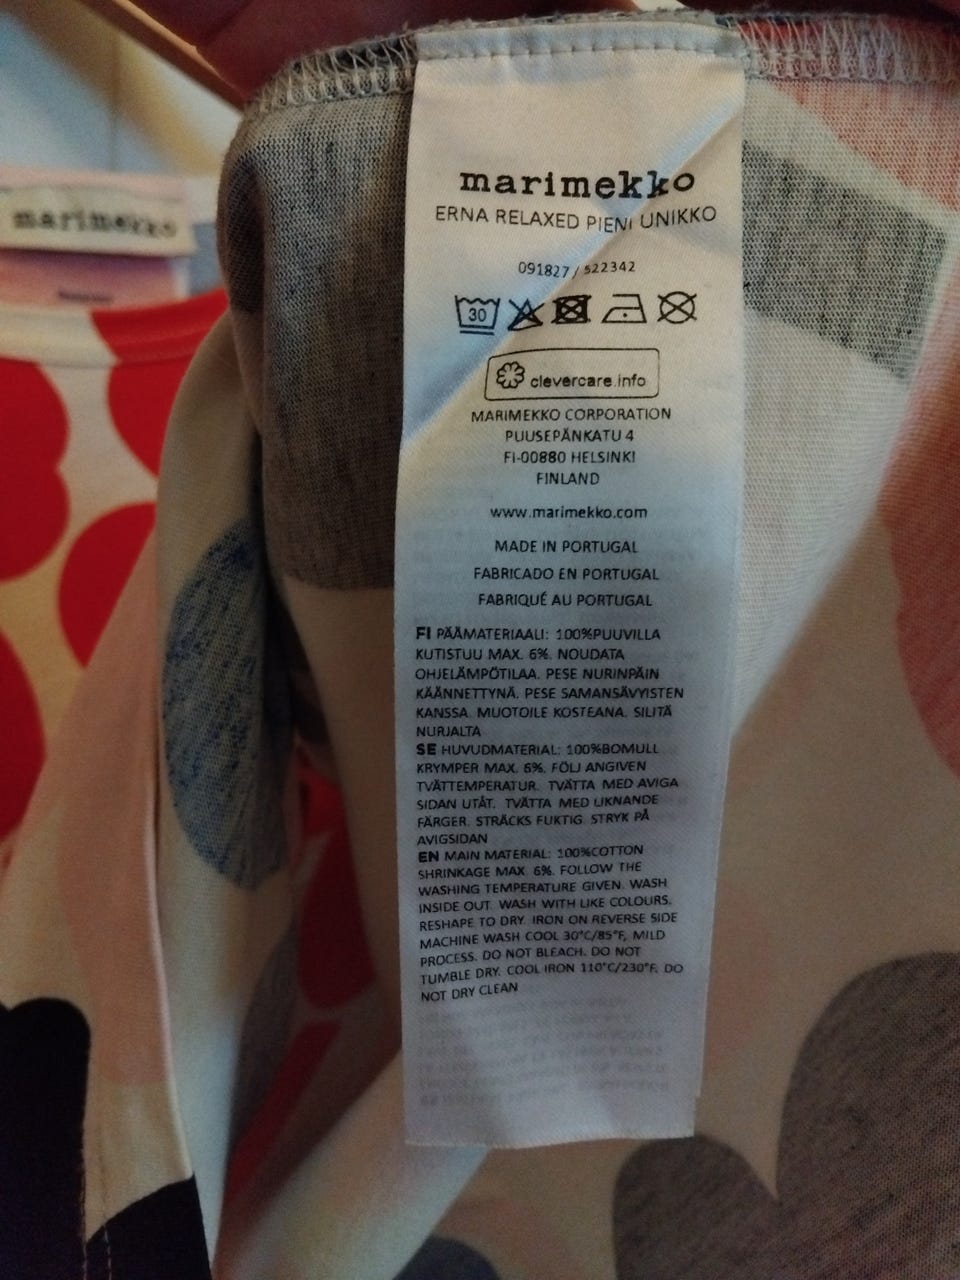 marimekko
marimekko
ERNA RELAXED PIENI UNIKKO
091827 / 522342
30
clevercare.info
MARIMEKKO CORPORATION
PUUSEPÄNKATU 4
FI-00880 HELSINKI
FINLAND
www.marimekko.com
MADE IN PORTUGAL
FABRICADO EN PORTUGAL
FABRIQUÉ AU PORTUGAL
FI PÄÄMATERIAALI: 100%PUUVILLA
KUTISTUU MAX. 6%. NOUDATA
OHJELÄMPÖTILAA. PESE NURINPÄIN
KÄÄNNETTYNÄ. PESE SAMANSÄVYISTEN
KANSSA. MUOTOILE KOSTEANA. SILITÄ
NURJALTA
SE HUVUDMATERIAL: 100%BOMULL
KRYMPER MAX. 6%. FÖLJ ANGIVEN
TVÄTTEMPERATUR. TVÄTTA MED AVIGA
SIDAN UTÅT. TVÄTTA MED LIKNANDE
FÄRGER. STRÄCKS FUKTIG. STRYK PÅ
AVIGSIDAN
EN MAIN MATERIAL: 100%COTTON
SHRINKAGE MAX. 6%. FOLLOW THE
WASHING TEMPERATURE GIVEN. WASH
INSIDE OUT. WASH WITH LIKE COLOURS.
RESHAPE TO DRY. IRON ON REVERSE SIDE
MACHINE WASH COOL 30°C/85°F, MILD
PROCESS. DO NOT BLEACH. DO NOT
TUMBLE DRY. COOL IRON 110°C/230°F. DO
NOT DRY CLEAN